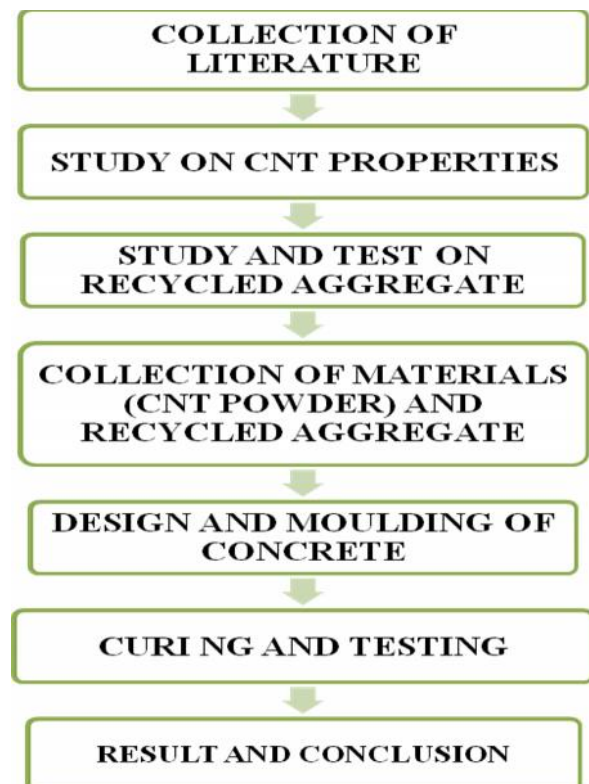 COLLECTION OF
LITERATURE
STUDY ON CNT PROPERTIES
STUDY AND TEST ON
RECYCLED AGGREGATE
COLLECTION OF MATERIALS
(CNT POWDER) AND
RECYCLED AGGREGATE
DESIGN AND MOULDING OF
CONCRETE
CURI NG AND TESTING
RESULT AND CONCLUSION